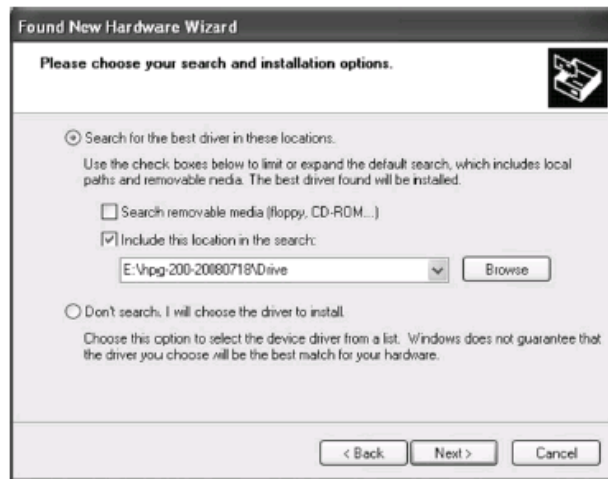 Found New Hardware Wizard
Please choose your search and installation options.
Search for the best driver in these locations.
Use the check boxes below to limit or expand the default search, which includes local
paths and removable media. The best driver found will be installed.
Search removable media (floppy, CD-ROM...)
Include this location in the search:
E:\hpg-200-20080718\Drive
Browse
Don't search. I will choose the driver to install.
Choose this option to select the device driver from a list. Windows does not guarantee that
the driver you choose will be the best match for your hardware.
< Back
Next >
Cancel